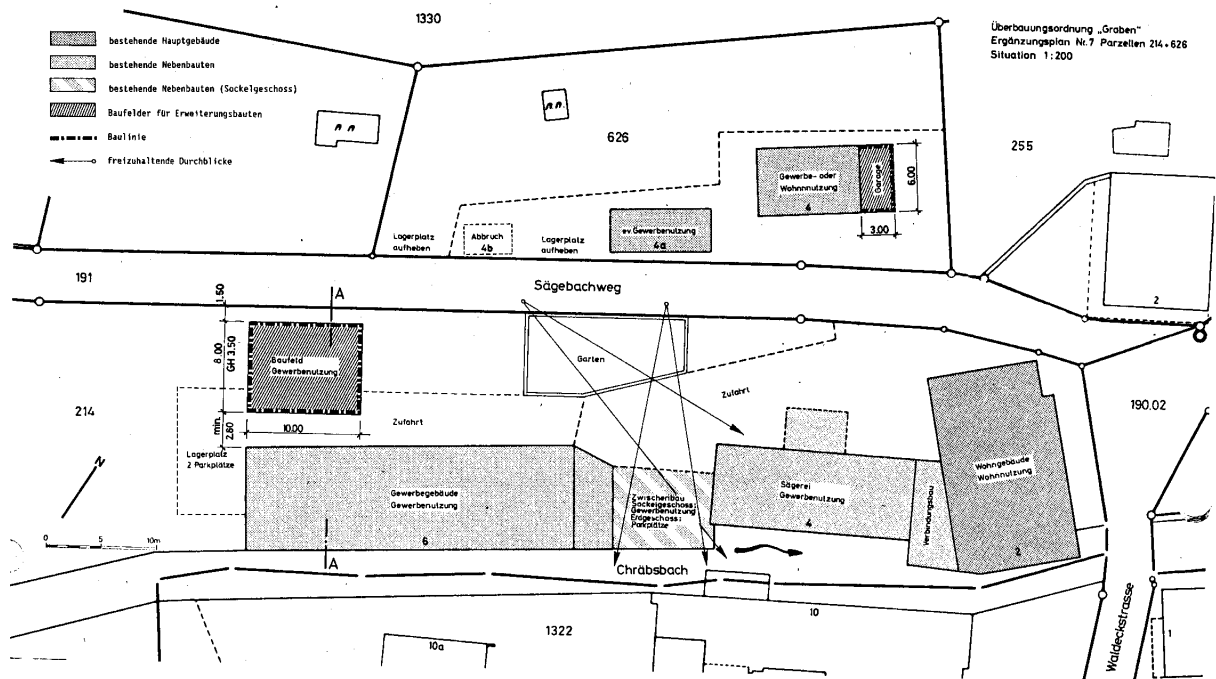 1330
Überbauungsordnung „Graben"
Ergänzungsplan Nr. 7 Parzellen 214+626
Situation 1:200
bestehende Hauptgebäude
bestehende Nebenbauten
bestehende Nebenbauten (Sockelgeschoss)
Baufelder für Erweiterungsbauten
Baulinie
freizuhaltende Durchblicke
626
255
Gewerbe- oder
Wohnnnutzung
4
Garage
6.00
3.00
Lagerplatz
aufheben
Abbruch
4b
Lagerplatz
aufheben
ev. Gewerbenutzung
4a
2
191
Sägebachweg
A
1.50
8.00
GH 3.50
Baufeld
Gewerbenutzung
Garten
Zufahrt
214
min.
2.80
10.00
Zufahrt
190.02
Lagerplatz
2 Parkplätze
N
Gewerbegebäude
Gewerbenutzung
6
Zwischenbau
Sockelgeschoss:
Gewerbenutzung
Erdgeschoss:
Parkplätze
Sägerei
Gewerbenutzung
4
Verbindungsbau
Wohngebäude
Wohnnutzung
2
0 5 10m
A
Chräbsbach
10
1322
10a
Waldeckstrasse
1